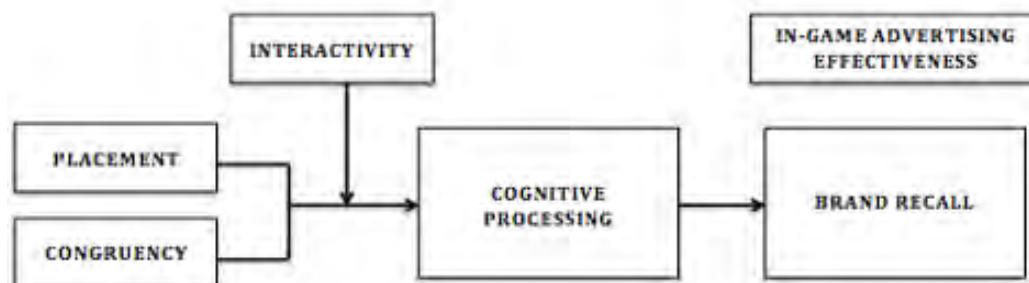 INTERACTIVITY
IN-GAME ADVERTISING
EFFECTIVENESS
PLACEMENT
COGNITIVE
PROCESSING
BRAND RECALL
CONGRUENCY